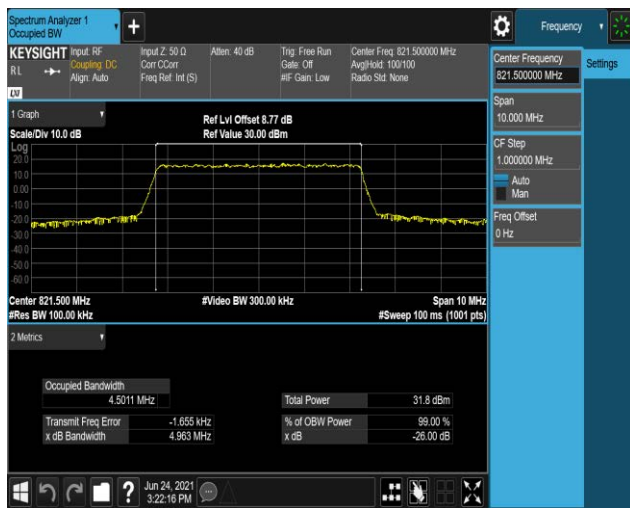 Spectrum Analyzer 1
Occupied BW
+
Frequency
KEYSIGHT
Input: RF
Input Z: 50 Ω
Atten: 40 dB
Trig: Free Run
Center Freq: 821.500000 MHz
RL
Coupling: DC
Corr CCorr
Gate: Off
Avg|Hold: 100/100
Align: Auto
Freq Ref: Int (S)
#IF Gain: Low
Radio Std: None
LXI
Center Frequency
821.500000 MHz
Settings
Span
10.000 MHz
CF Step
1.000000 MHz
Auto
Man
Freq Offset
0 Hz
1 Graph
Ref Lvl Offset 8.77 dB
Scale/Div 10.0 dB
Ref Value 30.00 dBm
Log
20.0
10.0
0.00
-10.0
-20.0
-30.0
-40.0
-50.0
-60.0
Center 821.500 MHz
#Video BW 300.00 kHz
Span 10 MHz
#Res BW 100.00 kHz
#Sweep 100 ms (1001 pts)
2 Metrics
Occupied Bandwidth
4.5011 MHz
Total Power 31.8 dBm
Transmit Freq Error -1.655 kHz
% of OBW Power 99.00 %
x dB Bandwidth 4.963 MHz
x dB -26.00 dB
?
Jun 24, 2021
3:22:16 PM